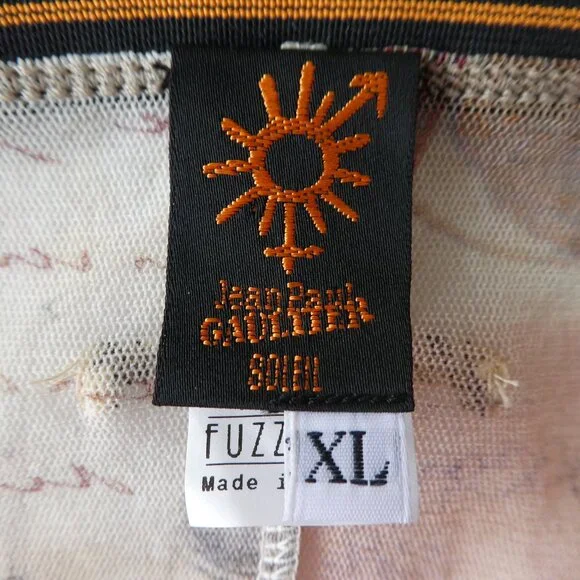 Jean Paul
GAULTIER
SOLEIL
FUZZ
XL
Made i